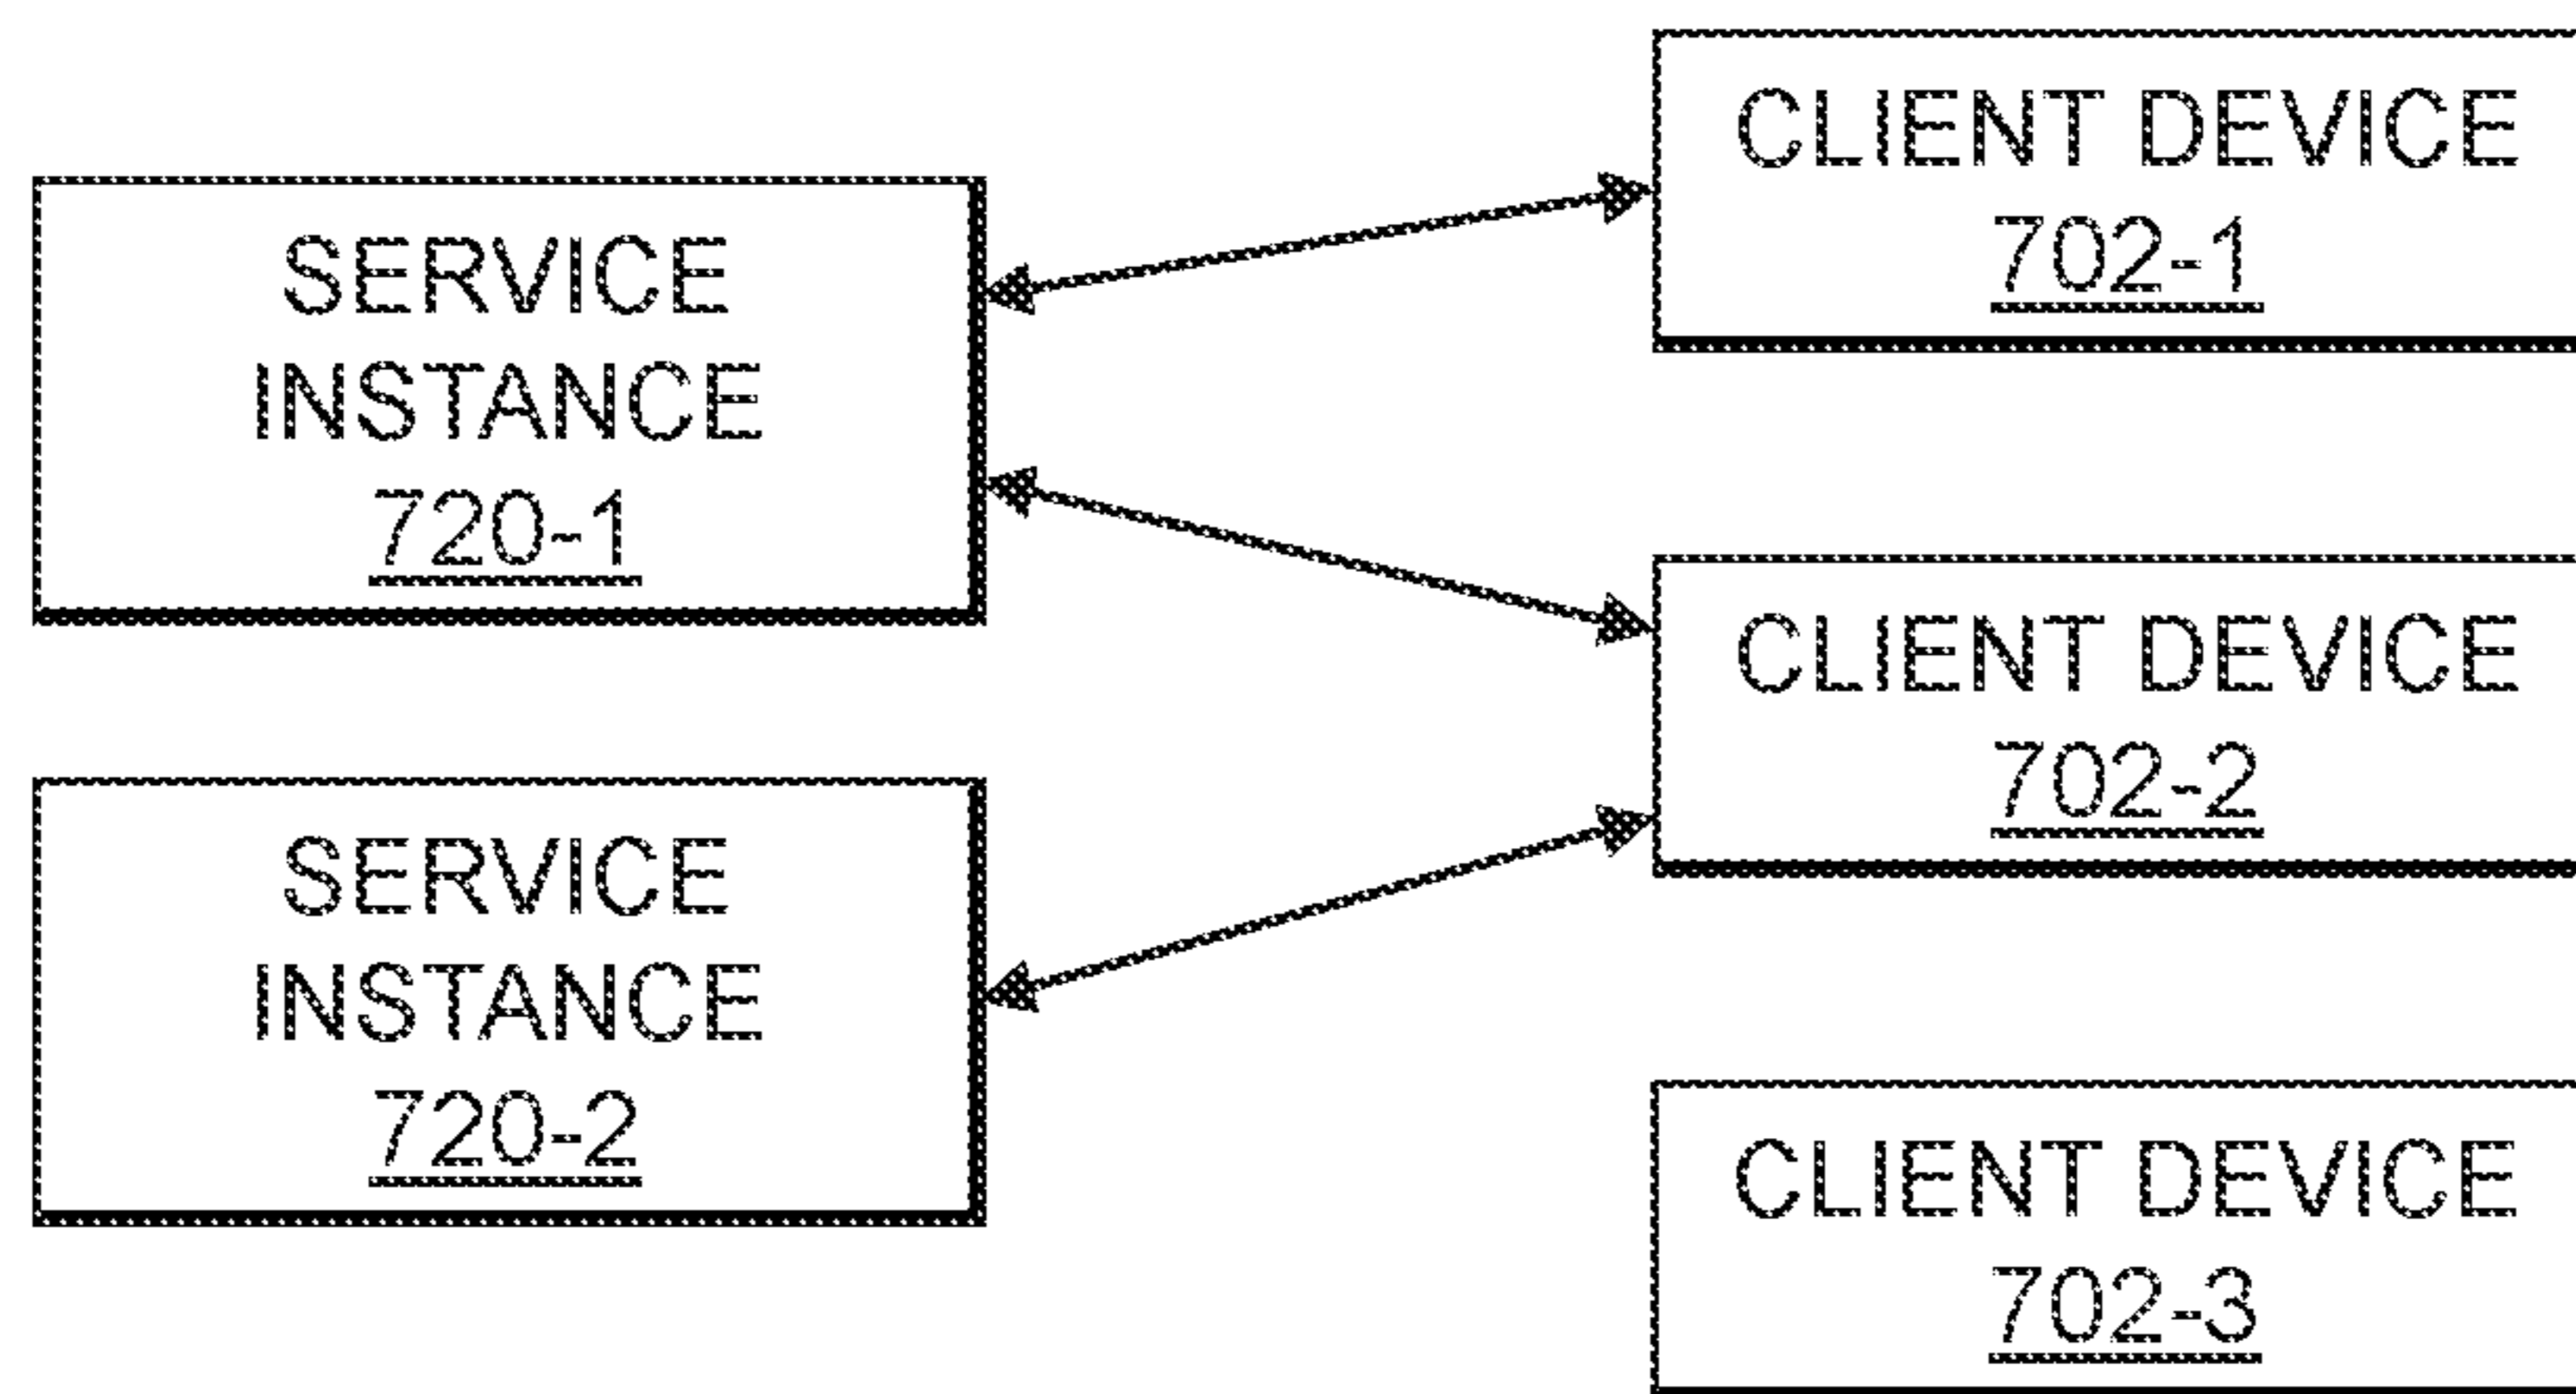 SERVICE
INSTANCE
720-1
SERVICE
INSTANCE
720-2
CLIENT DEVICE
702-1
CLIENT DEVICE
702-2
CLIENT DEVICE
702-3